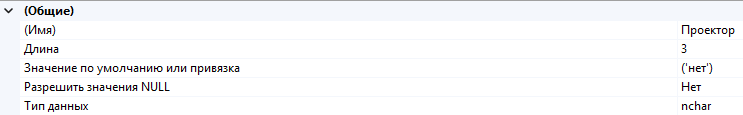 (Общие)
(Имя) Проектор
Длина 3
Значение по умолчанию или привязка ('нет')
Разрешить значения NULL Нет
Тип данных nchar